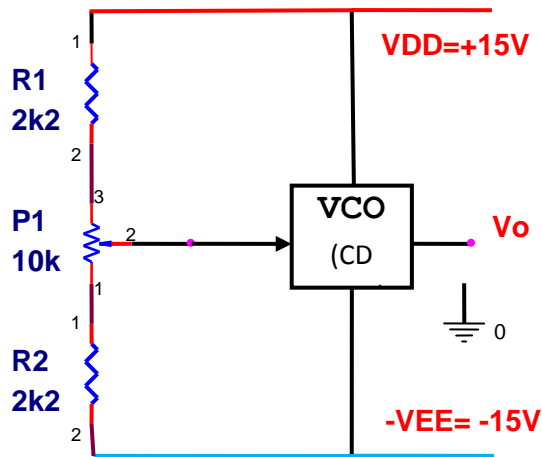 1
VDD=+15V
R1
2k2
2
3
P1
10k
2
1
VCO
(CD
Vo
1
0
R2
2k2
2
-VEE= -15V